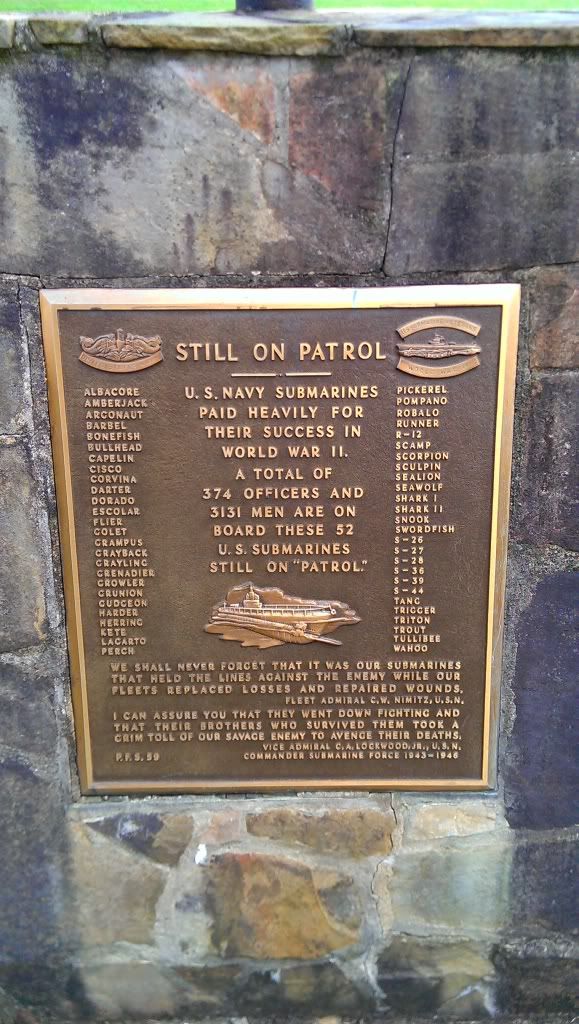 STILL ON PATROL
ALBACORE
AMBERJACK
ARGONAUT
BARBEL
BONEFISH
BULLHEAD
CAPELIN
CISCO
CORVINA
DARTER
DORADO
ESCOLAR
FLIER
GOLET
GRAMPUS
GRAYBACK
GRAYLING
GRENADIER
GROWLER
GRUNION
GUDGEON
HARDER
HERRING
KETE
LAGARTO
PERCH
U.S. NAVY SUBMARINES
PAID HEAVILY FOR
THEIR SUCCESS IN
WORLD WAR II.
A TOTAL OF
374 OFFICERS AND
3131 MEN ARE ON
BOARD THESE 52
U.S. SUBMARINES
STILL ON "PATROL."
PICKEREL
POMPANO
ROBALO
RUNNER
R-12
SCAMP
SCORPION
SCULPIN
SEALION
SEAWOLF
SHARK I
SHARK II
SNOOK
SWORDFISH
S-26
S-27
S-28
S-36
S-39
S-44
TANG
TRIGGER
TRITON
TROUT
TULLIBEE
WAHOO
WE SHALL NEVER FORGET THAT IT WAS OUR SUBMARINES
THAT HELD THE LINES AGAINST THE ENEMY WHILE OUR
FLEETS REPLACED LOSSES AND REPAIRED WOUNDS.
FLEET ADMIRAL C.W. NIMITZ, U.S.N.
I CAN ASSURE YOU THAT THEY WENT DOWN FIGHTING AND
THAT THEIR BROTHERS WHO SURVIVED THEM TOOK A
GRIM TOLL OF OUR SAVAGE ENEMY TO AVENGE THEIR DEATHS.
VICE ADMIRAL C.A. LOCKWOOD, JR., U.S.N.
P.F.S. 59
COMMANDER SUBMARINE FORCE 1943-1946